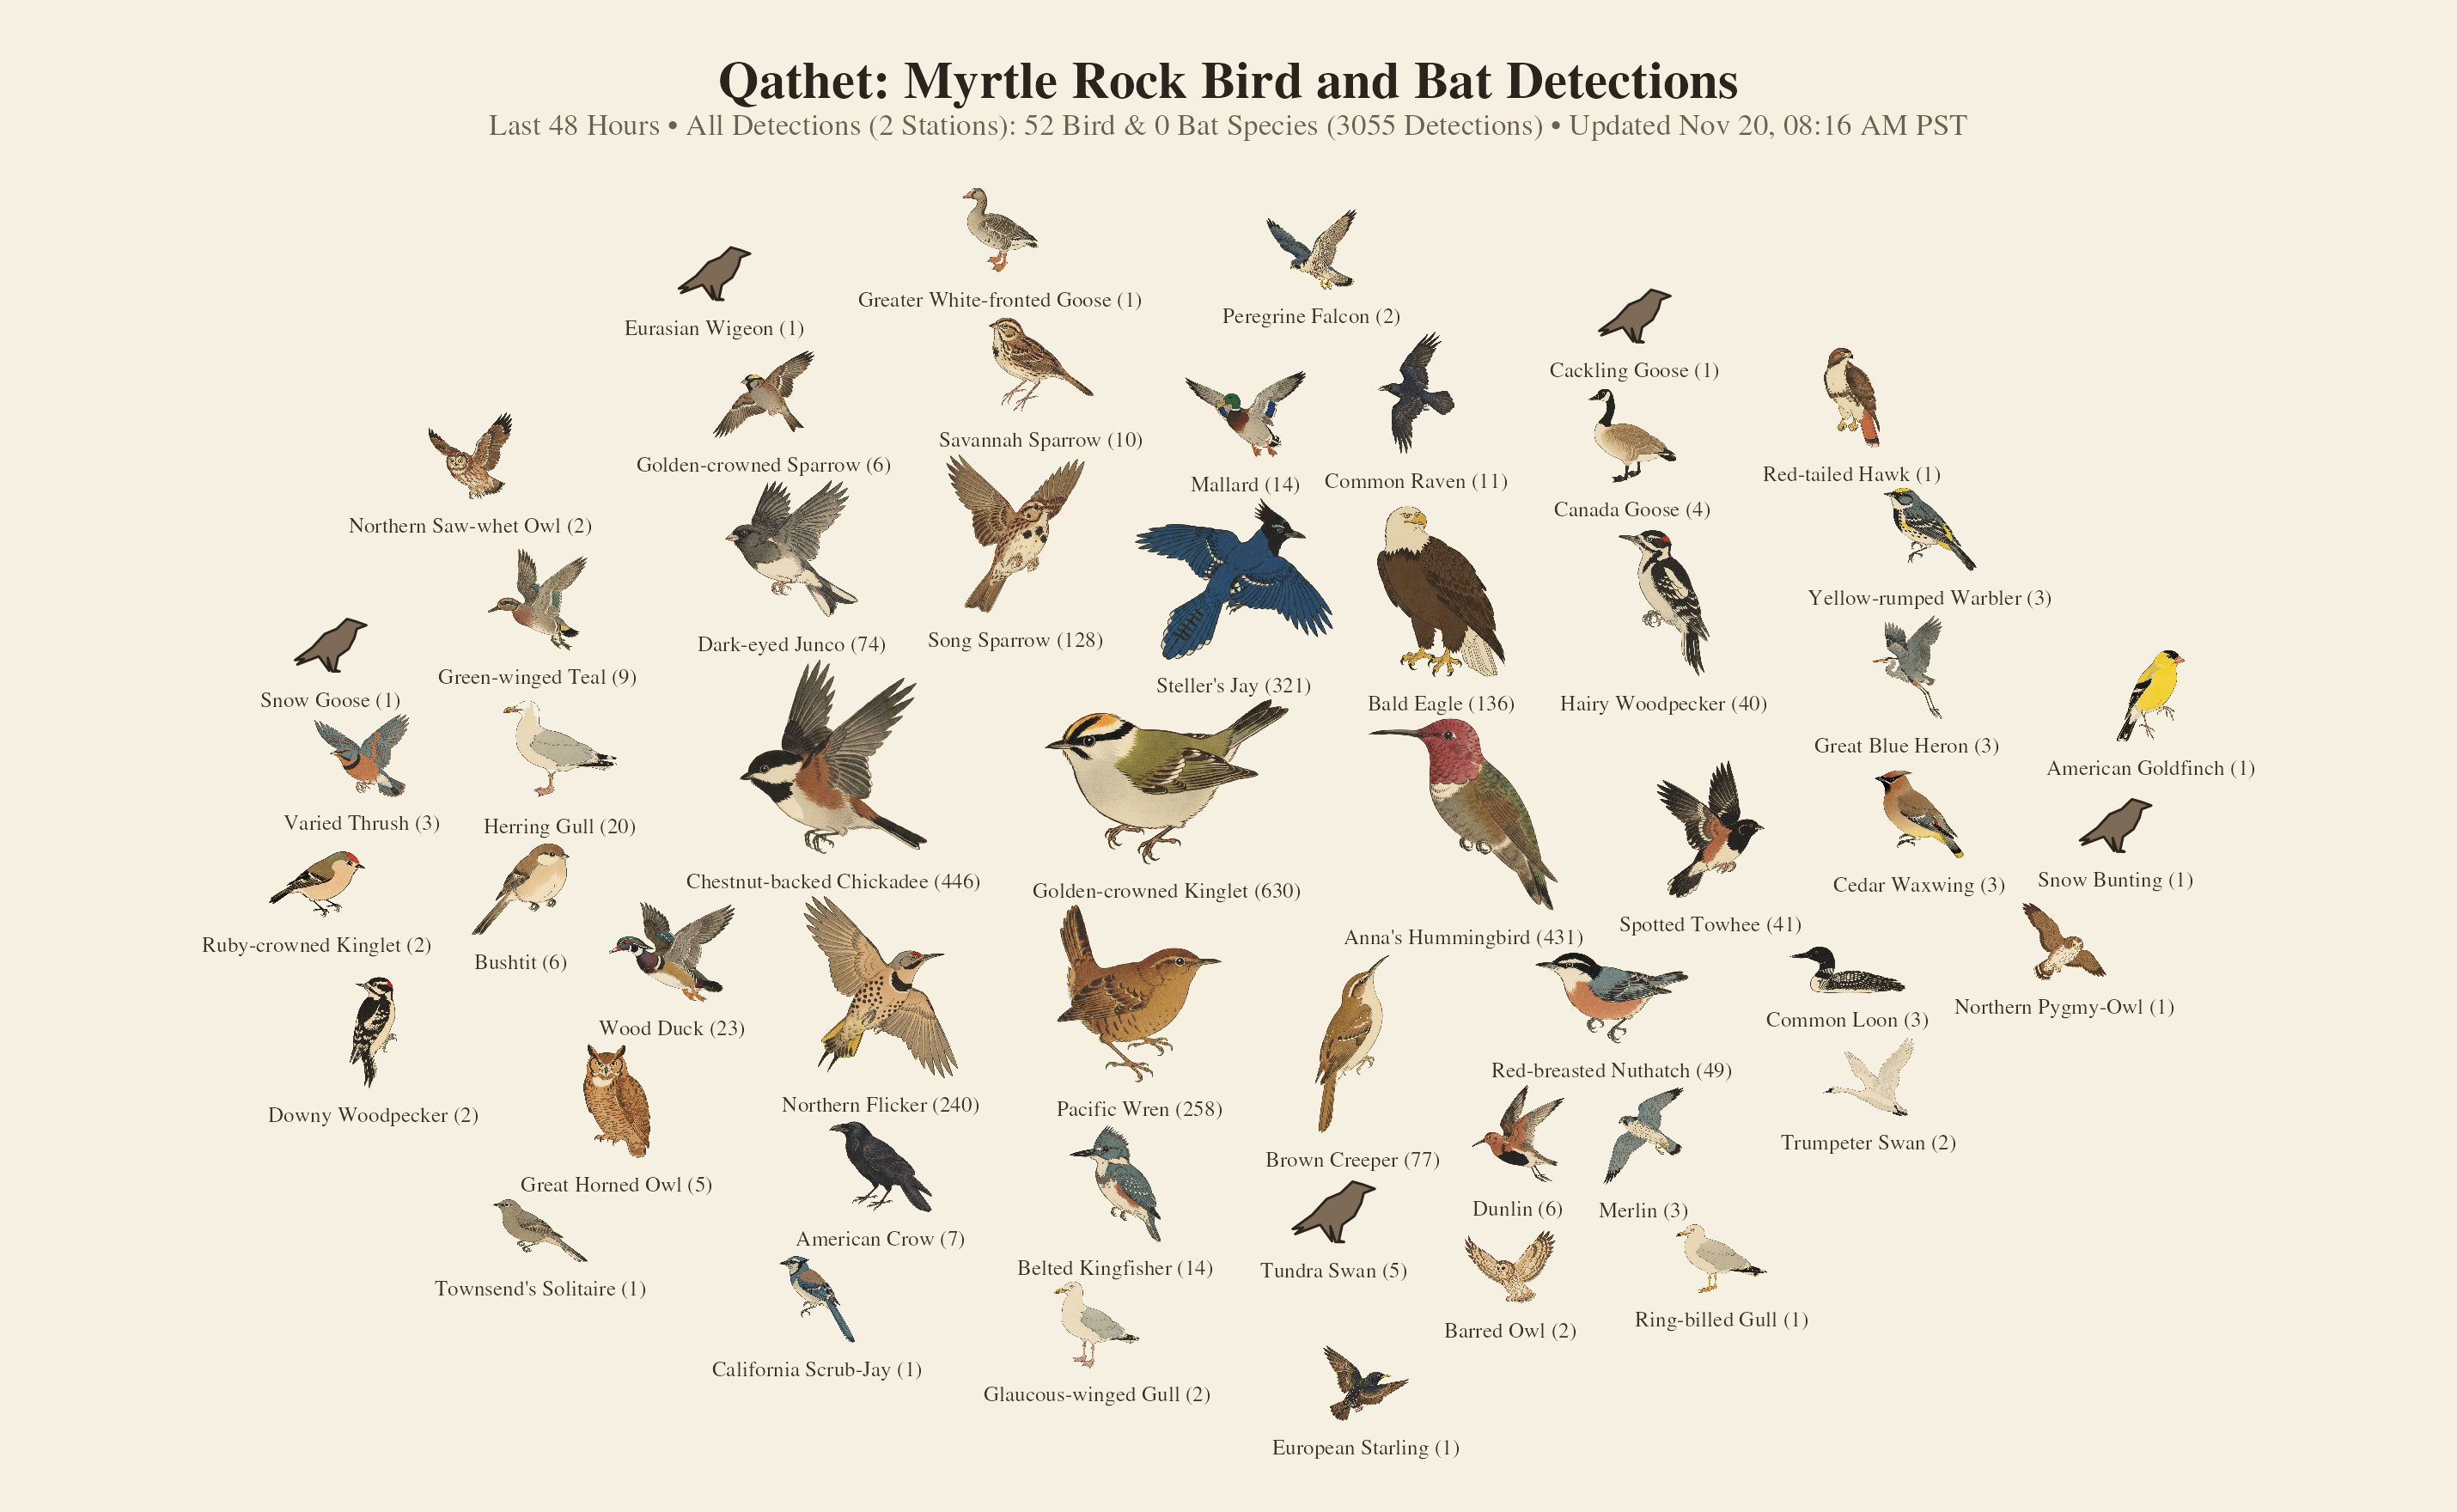 Qathet: Myrtle Rock Bird and Bat Detections
Last 48 Hours • All Detections (2 Stations): 52 Bird & 0 Bat Species (3055 Detections) • Updated Nov 20, 08:16 AM PST
Greater White-fronted Goose (1)
Peregrine Falcon (2)
Eurasian Wigeon (1)
Cackling Goose (1)
Savannah Sparrow (10)
Golden-crowned Sparrow (6)
Red-tailed Hawk (1)
Common Raven (11)
Mallard (14)
Canada Goose (4)
Northern Saw-whet Owl (2)
Yellow-rumped Warbler (3)
Song Sparrow (128)
Dark-eyed Junco (74)
Green-winged Teal (9)
Steller's Jay (321)
Snow Goose (1)
Bald Eagle (136)
Hairy Woodpecker (40)
Great Blue Heron (3)
American Goldfinch (1)
Varied Thrush (3)
Herring Gull (20)
Snow Bunting (1)
Chestnut-backed Chickadee (446)
Cedar Waxwing (3)
Golden-crowned Kinglet (630)
Spotted Towhee (41)
Anna's Hummingbird (431)
Ruby-crowned Kinglet (2)
Bushtit (6)
Northern Pygmy-Owl (1)
Common Loon (3)
Wood Duck (23)
Red-breasted Nuthatch (49)
Northern Flicker (240)
Pacific Wren (258)
Downy Woodpecker (2)
Trumpeter Swan (2)
Brown Creeper (77)
Great Horned Owl (5)
Dunlin (6)
Merlin (3)
American Crow (7)
Belted Kingfisher (14)
Tundra Swan (5)
Townsend's Solitaire (1)
Ring-billed Gull (1)
Barred Owl (2)
California Scrub-Jay (1)
Glaucous-winged Gull (2)
European Starling (1)